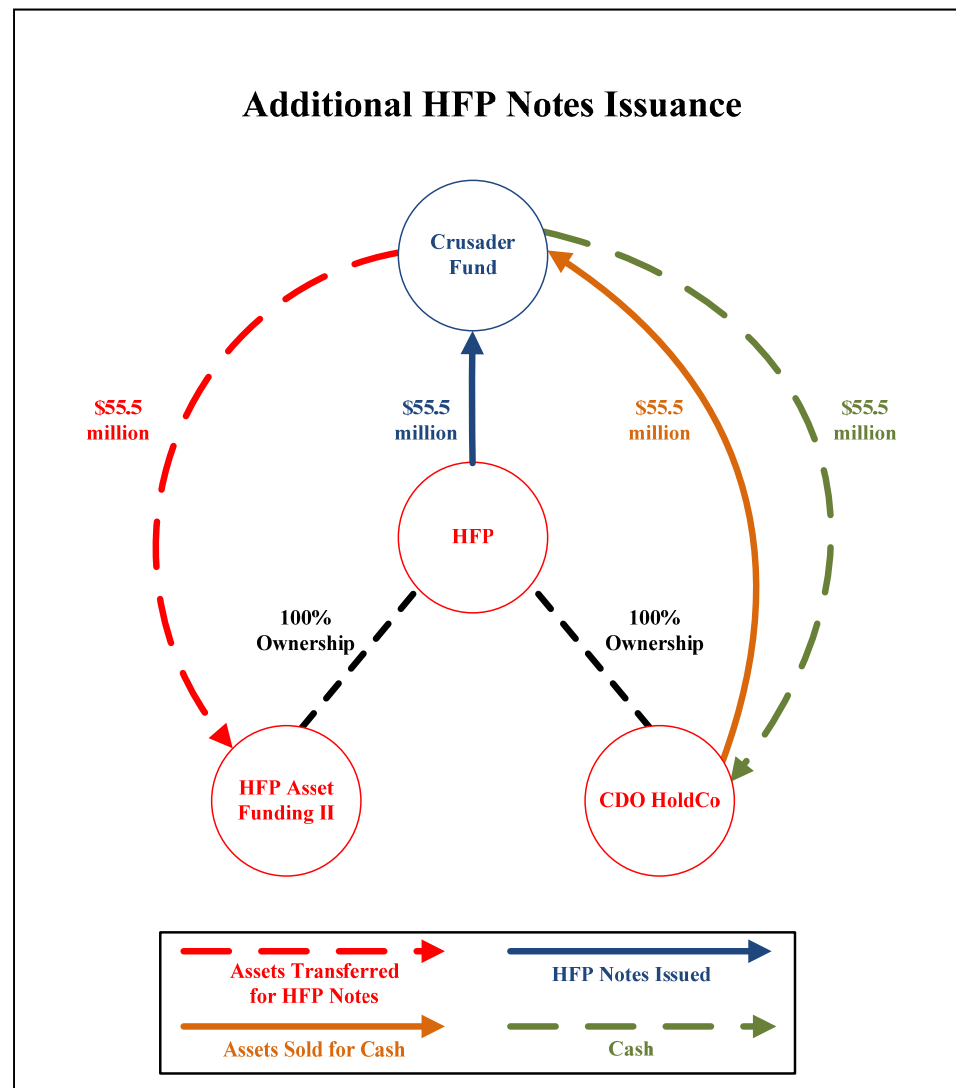 Additional HFP Notes Issuance
Crusader
Fund
$55.5
million
$55.5
million
$55.5
million
$55.5
million
HFP
100%
Ownership
100%
Ownership
HFP Asset
Funding II
CDO HoldCo
Assets Transferred
for HFP Notes
HFP Notes Issued
Assets Sold for Cash
Cash